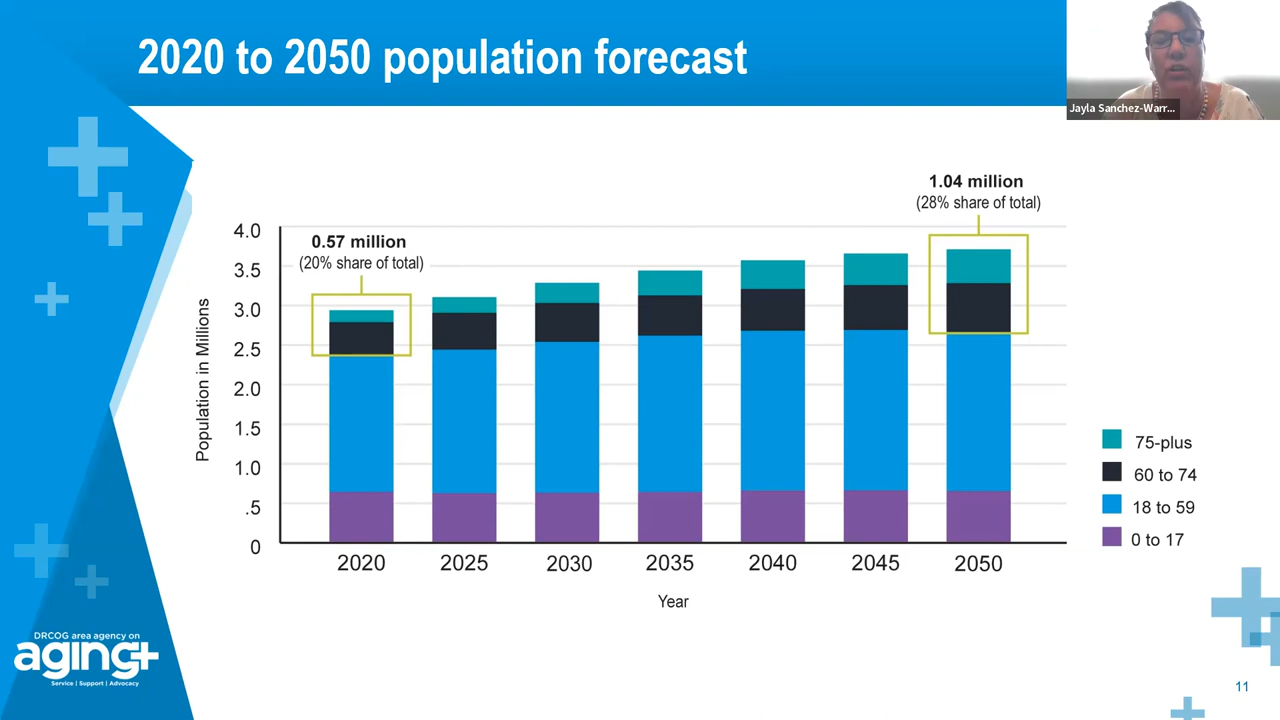 2020 to 2050 population forecast
Jayla Sanchez-Warr...
1.04 million
(28% share of total)
0.57 million
(20% share of total)
4.0
3.5
3.0
2.5
2.0
1.5
1.0
.5
0
Population in Millions
2020 2025 2030 2035 2040 2045 2050
Year
75-plus
60 to 74
18 to 59
0 to 17
DRCOG area agency on
aging+
Service | Support | Advocacy
11